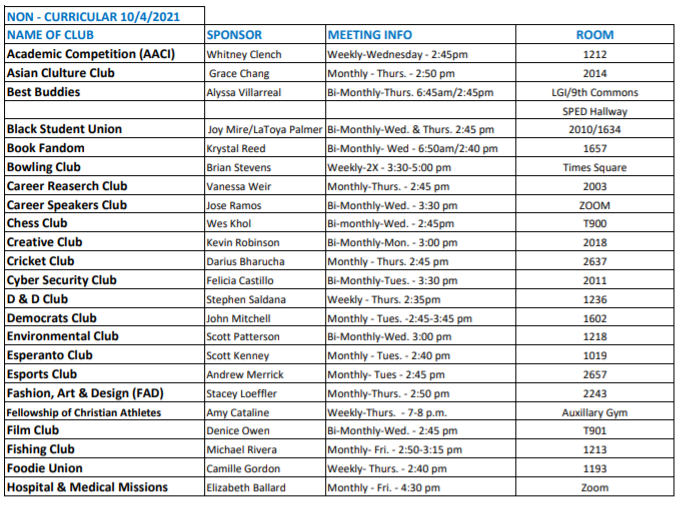 NON - CURRICULAR 10/4/2021
NAME OF CLUB SPONSOR MEETING INFO ROOM
Academic Competition (AACI) Whitney Clench Weekly-Wednesday - 2:45pm 1212
Asian Clulture Club Grace Chang Monthly - Thurs. - 2:50 pm 2014
Best Buddies Alyssa Villarreal Bi-Monthly-Thurs. 6:45am/2:45pm LGI/9th Commons
SPED Hallway
Black Student Union Joy Mire/LaToya Palmer Bi-Monthly-Wed. & Thurs. 2:45 pm 2010/1634
Book Fandom Krystal Reed Bi-Monthly- Wed - 6:50am/2:40 pm 1657
Bowling Club Brian Stevens Weekly-2X - 3:30-5:00 pm Times Square
Career Reaserch Club Vanessa Weir Monthly-Thurs. - 2:45 pm 2003
Career Speakers Club Jose Ramos Bi-Monthly-Wed. - 3:30 pm ZOOM
Chess Club Wes Khol Bi-monthly-Wed. - 2:45pm T900
Creative Club Kevin Robinson Bi-Monthly-Mon. - 3:00 pm 2018
Cricket Club Darius Bharucha Monthly - Thurs. 2:45 pm 2637
Cyber Security Club Felicia Castillo Bi-Monthly-Tues. - 3:30 pm 2011
D & D Club Stephen Saldana Weekly - Thurs. 2:35pm 1236
Democrats Club John Mitchell Monthly - Tues. -2:45-3:45 pm 1602
Environmental Club Scott Patterson Bi-Monthly-Wed. 3:00 pm 1218
Esperanto Club Scott Kenney Monthly - Tues. - 2:40 pm 1019
Esports Club Andrew Merrick Monthly- Tues - 2:45 pm 2657
Fashion, Art & Design (FAD) Stacey Loeffler Monthly-Thurs. - 2:50 pm 2243
Fellowship of Christian Athletes Amy Cataline Weekly-Thurs. - 7-8 p.m. Auxillary Gym
Film Club Denice Owen Bi-Monthly-Wed. - 2:45 pm T901
Fishing Club Michael Rivera Monthly- Fri. - 2:50-3:15 pm 1213
Foodie Union Camille Gordon Weekly- Thurs. - 2:40 pm 1193
Hospital & Medical Missions Elizabeth Ballard Monthly - Fri. - 4:30 pm Zoom